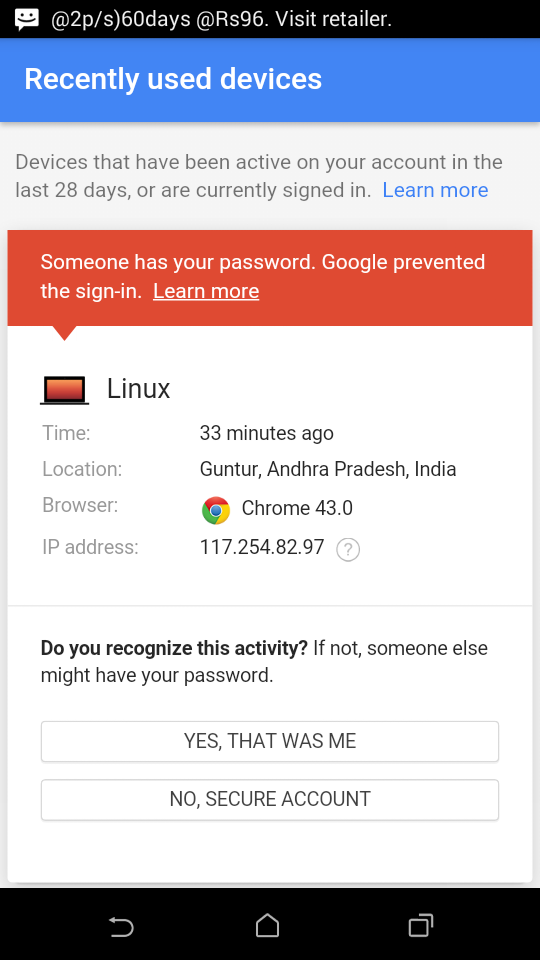 @2p/s)60days @Rs96. Visit retailer.
Recently used devices
Devices that have been active on your account in the
last 28 days, or are currently signed in. Learn more
Someone has your password. Google prevented
the sign-in. Learn more
Linux
Time: 33 minutes ago
Location: Guntur, Andhra Pradesh, India
Browser: Chrome 43.0
IP address: 117.254.82.97 ?
Do you recognize this activity? If not, someone else
might have your password.
YES, THAT WAS ME
NO, SECURE ACCOUNT